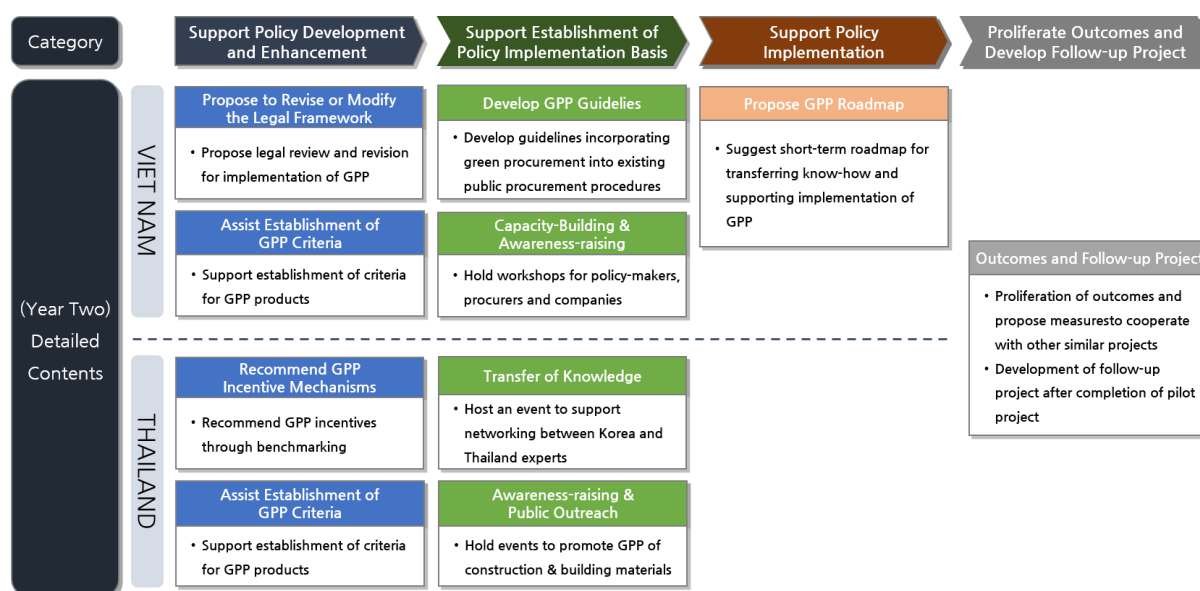 Category
Support Policy Development
and Enhancement
Support Establishment of
Policy Implementation Basis
Support Policy
Implementation
Proliferate Outcomes and
Develop Follow-up Project
(Year Two)
Detailed
Contents
VIET NAM
Propose to Revise or Modify
the Legal Framework
• Propose legal review and revision
for implementation of GPP
Assist Establishment of
GPP Criteria
• Support establishment of criteria
for GPP products
Develop GPP Guidelies
• Develop guidelines incorporating
green procurement into existing
public procurement procedures
Capacity-Building &
Awareness-raising
• Hold workshops for policy-makers,
procurers and companies
Propose GPP Roadmap
• Suggest short-term roadmap for
transferring know-how and
supporting implementation of
GPP
THAILAND
Recommend GPP
Incentive Mechanisms
• Recommend GPP incentives
through benchmarking
Assist Establishment of
GPP Criteria
• Support establishment of criteria
for GPP products
Transfer of Knowledge
• Host an event to support
networking between Korea and
Thailand experts
Awareness-raising &
Public Outreach
• Hold events to promote GPP of
construction & building materials
Outcomes and Follow-up Project
• Proliferation of outcomes and
propose measuresto cooperate
with other similar projects
• Development of follow-up
project after completion of pilot
project